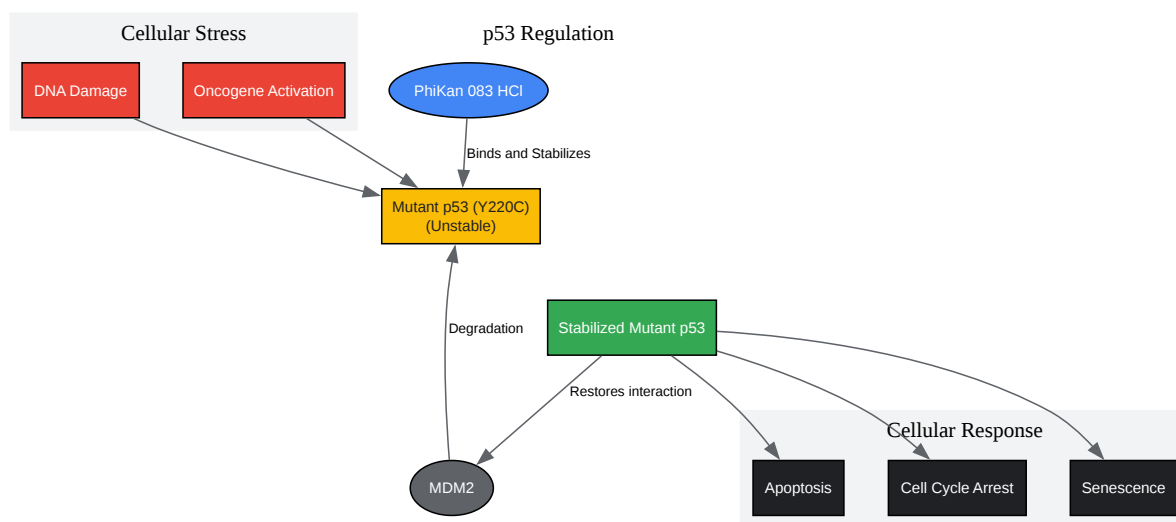 Cellular Stress
p53 Regulation
DNA Damage
Oncogene Activation
PhiKan 083 HCl
Binds and Stabilizes
Mutant p53 (Y220C)
(Unstable)
Degradation
Stabilized Mutant p53
Restores interaction
Cellular Response
MDM2
Apoptosis
Cell Cycle Arrest
Senescence